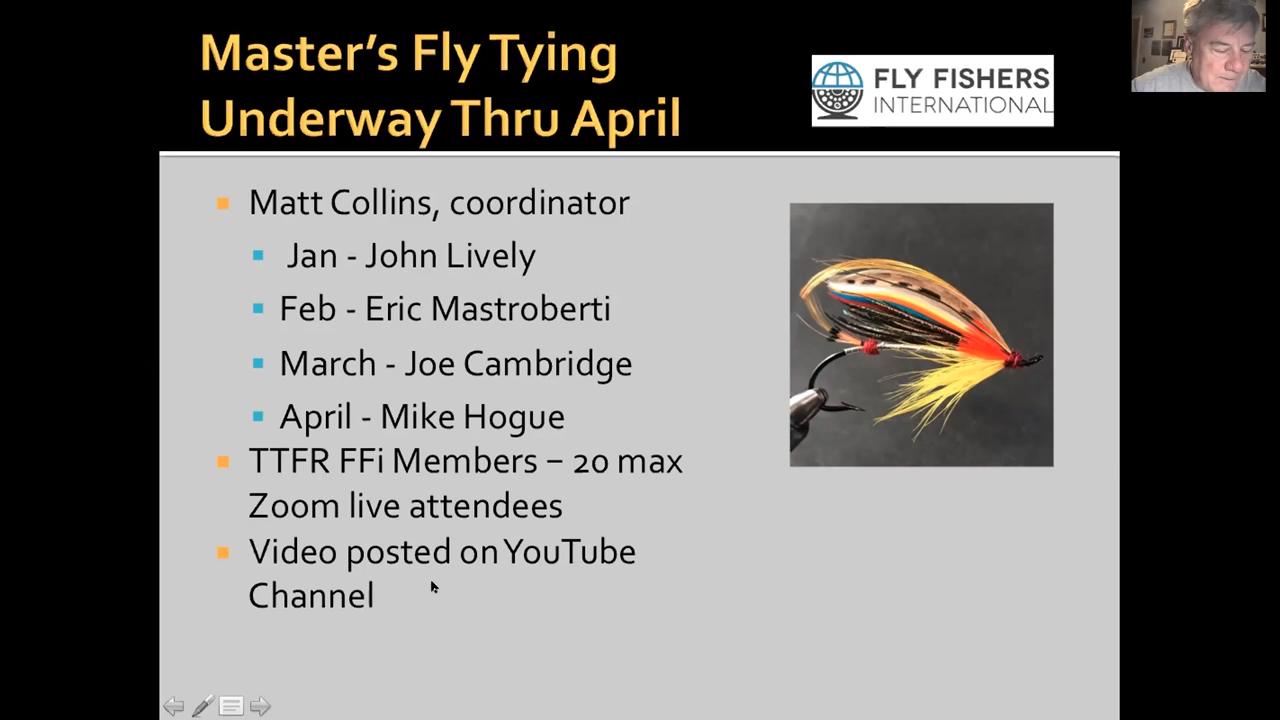 Master's Fly Tying
Underway Thru April
FLY FISHERS
INTERNATIONAL
Matt Collins, coordinator
Jan - John Lively
Feb - Eric Mastroberti
March - Joe Cambridge
April - Mike Hogue
TTFR FFi Members – 20 max
Zoom live attendees
Video posted on YouTube
Channel